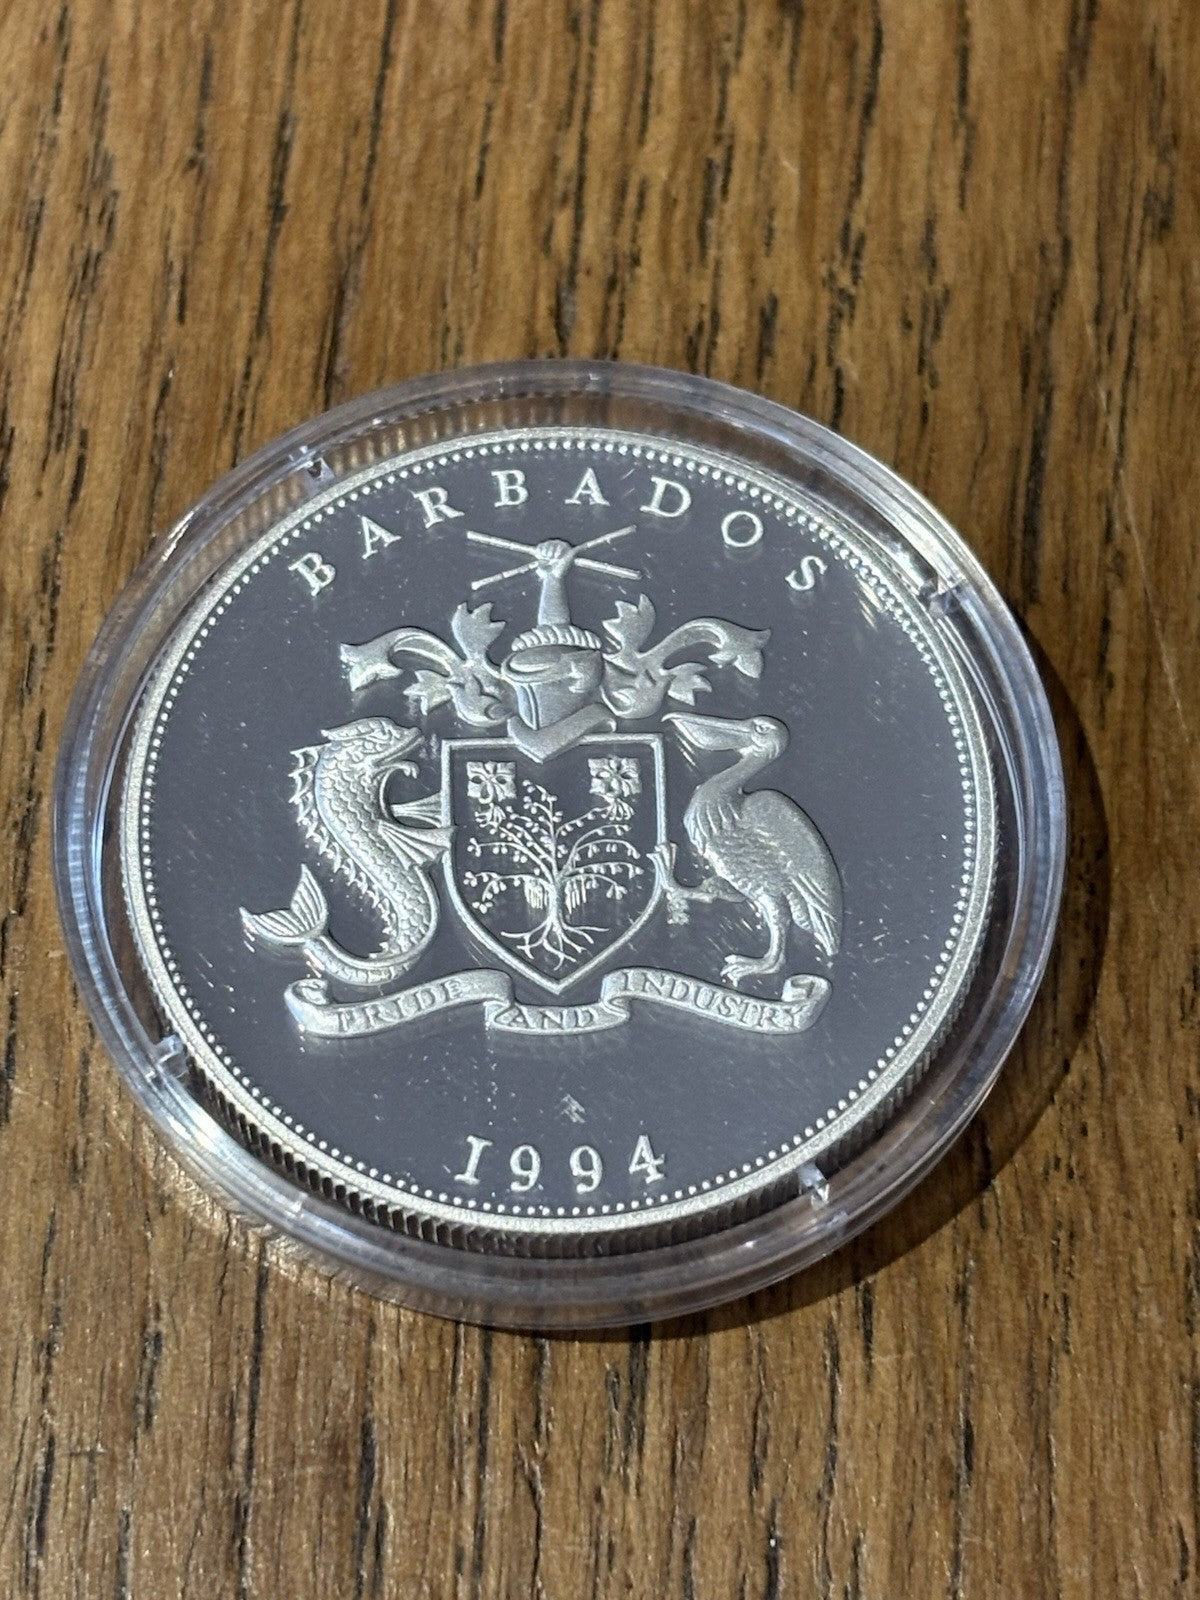 BARBADOS
PRIDE AND INDUSTRY
1994